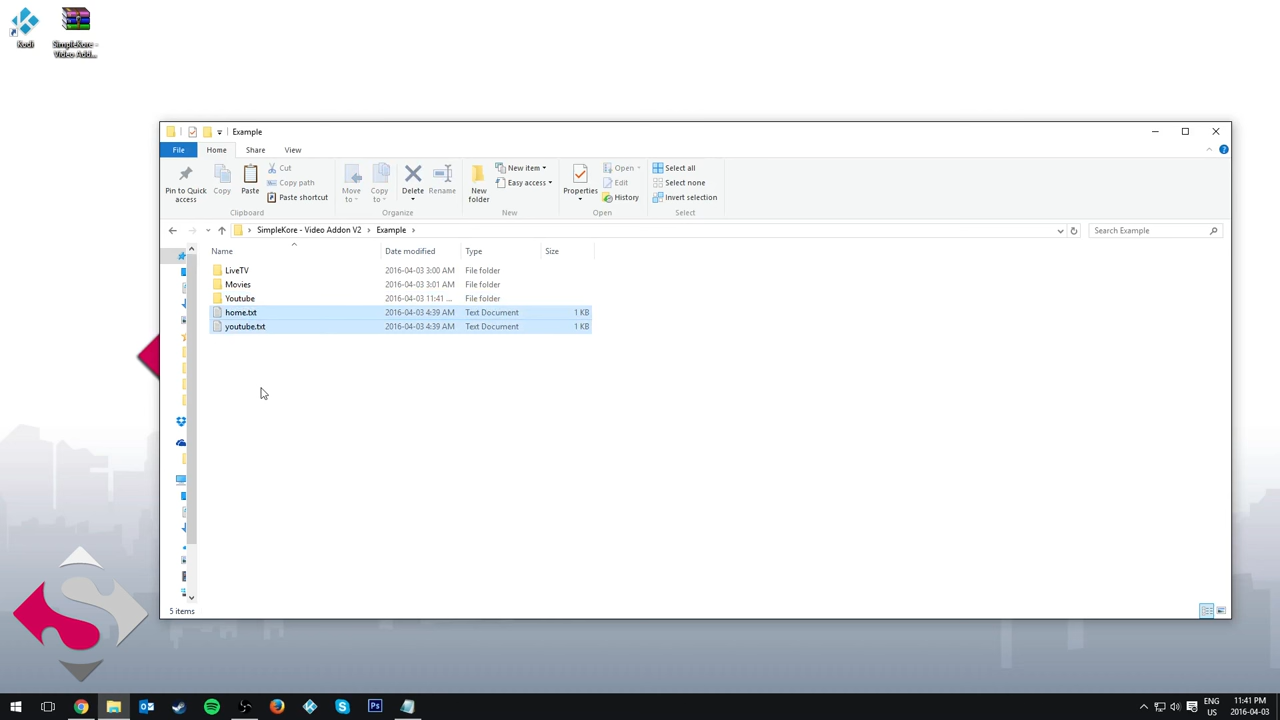 Kodi
SimpleKore -
Video Add...
Example
File
Home
Share
View
Pin to Quick
access
Copy
Paste
Cut
Copy path
Paste shortcut
Clipboard
Move
to
Copy
to
Delete
Rename
Organize
New
folder
New item
Easy access
New
Properties
Open
Edit
History
Open
Select all
Select none
Invert selection
Select
SimpleKore - Video Addon V2
Example
Search Example
Name
Date modified
Type
Size
LiveTV 2016-04-03 3:00 AM File folder
Movies 2016-04-03 3:01 AM File folder
Youtube 2016-04-03 11:41 ... File folder
home.txt 2016-04-03 4:39 AM Text Document 1 KB
youtube.txt 2016-04-03 4:39 AM Text Document 1 KB
5 items
S
Ps
ENG
US
11:41 PM
2016-04-03